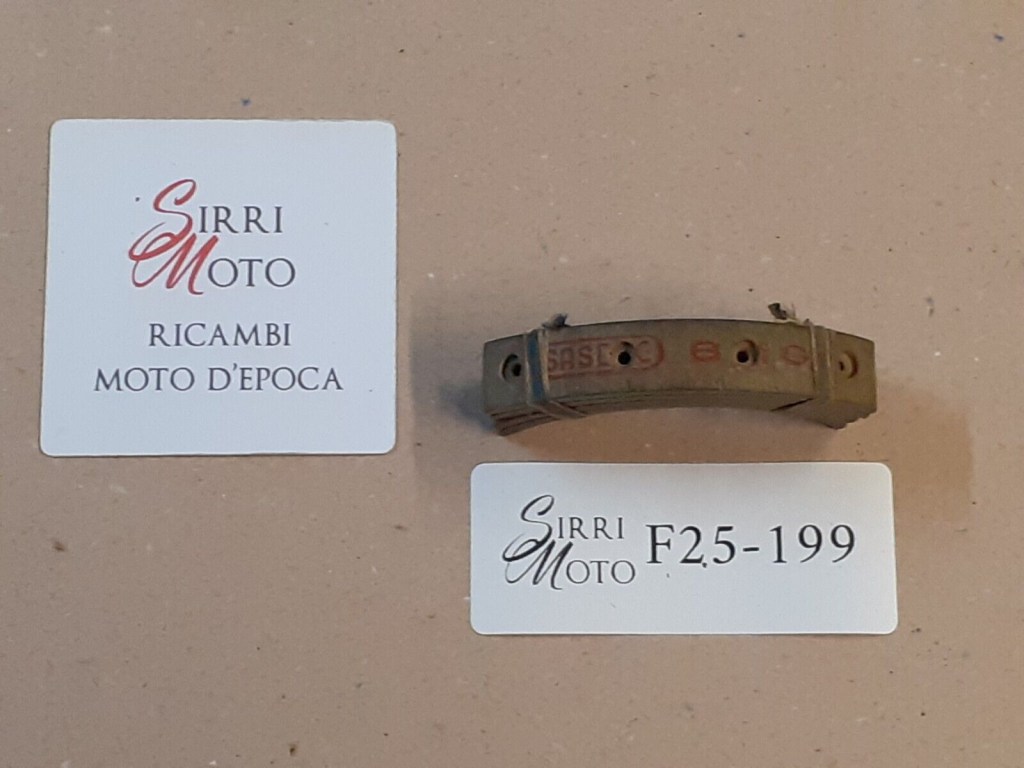 SIRRI
MOTO
RICAMBI
MOTO D'EPOCA
SIRRI
MOTO
F25-199